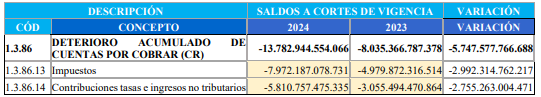 DESCRIPCIÓN SALDOS A CORTES DE VIGENCIA VARIACIÓN
CÓD CONCEPTO 2024 2023 VARIACIÓN
1.3.86 DETERIORO ACUMULADO DE CUENTAS POR COBRAR (CR) -13.782.944.554.066 -8.035.366.787.378 -5.747.577.766.688
1.3.86.13 Impuestos -7.972.187.078.731 -4.979.872.316.514 -2.992.314.762.217
1.3.86.14 Contribuciones tasas e ingresos no tributarios -5.810.757.475.335 -3.055.494.470.864 -2.755.263.004.471